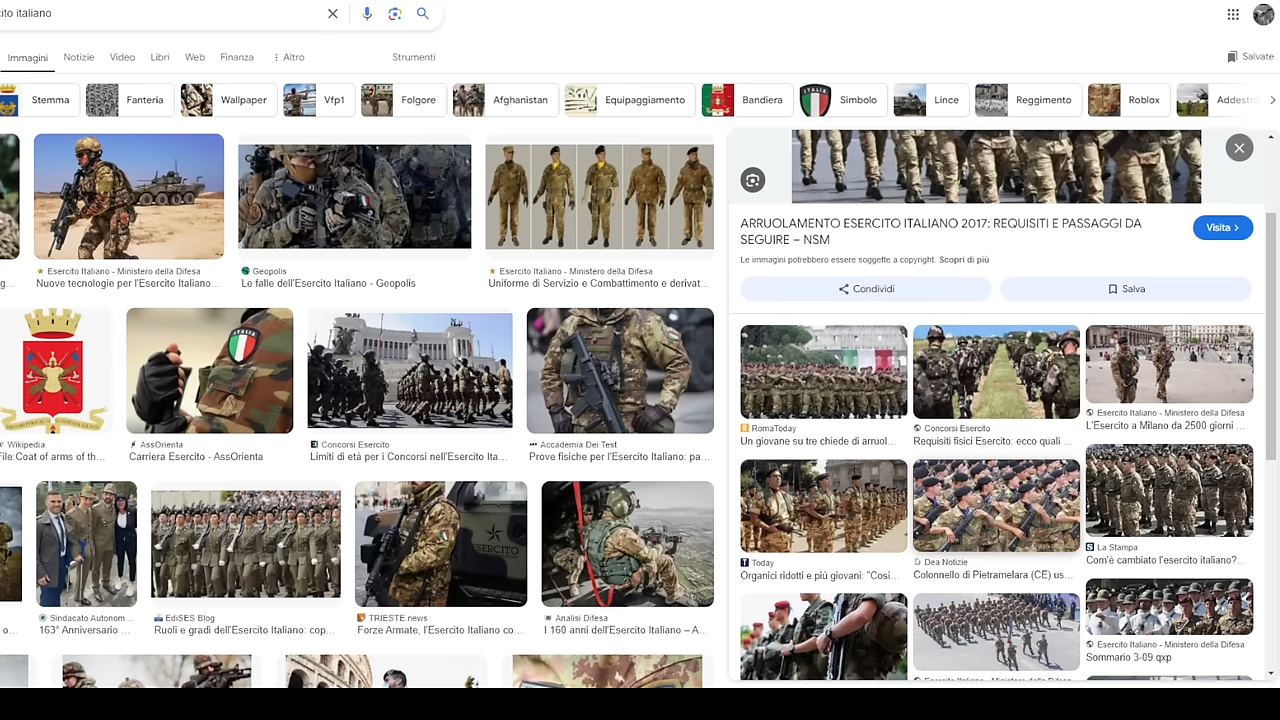 ito italiano
Immagini Notizie Video Libri Web Finanza Altro Strumenti Salvate
Stemma Fanteria Wallpaper Vfp1 Folgore Afghanistan Equipaggiamento Bandiera Simbolo Lince Reggimento Roblox Addestra
ITALIA
Esercito Italiano - Ministero della Difesa
Nuove tecnologie per l'Esercito Italiano...
Geopolis
Le falle dell'Esercito Italiano - Geopolis
Esercito Italiano - Ministero della Difesa
Uniforme di Servizio e Combattimento e derivat...
g...
Wikipedia
File:Coat of arms of th...
ITALIA
AssOrienta
Carriera Esercito - AssOrienta
Concorsi Esercito
Limiti di età per i Concorsi nell'Esercito Ita...
Accademia Dei Test
Prove fisiche per l'Esercito Italiano: pa...
o...
Sindacato Autonom...
163° Anniversario ...
EdiSES Blog
Ruoli e gradi dell'Esercito Italiano: cop...
ESERCITO
TRIESTE.news
Forze Armate, l'Esercito Italiano co...
Analisi Difesa
I 160 anni dell'Esercito Italiano – A...
ARRUOLAMENTO ESERCITO ITALIANO 2017: REQUISITI E PASSAGGI DA
SEGUIRE – NSM
Visita
Le immagini potrebbero essere soggette a copyright. Scopri di più
Condividi Salva
RomaToday
Un giovane su tre chiede di arruol...
Concorsi Esercito
Requisiti fisici Esercito: ecco quali ...
Esercito Italiano - Ministero della Difesa
L'Esercito a Milano da 2500 giorni ...
Today
Organici ridotti e più giovani: "Così...
Dea Notizie
Colonnello di Pietramelara (CE) us...
La Stampa
Com'è cambiato l'esercito italiano?...
Esercito Italiano - Ministero della Difesa
Esercito Italiano - Ministero della Difesa
Sommario 3-09.qxp